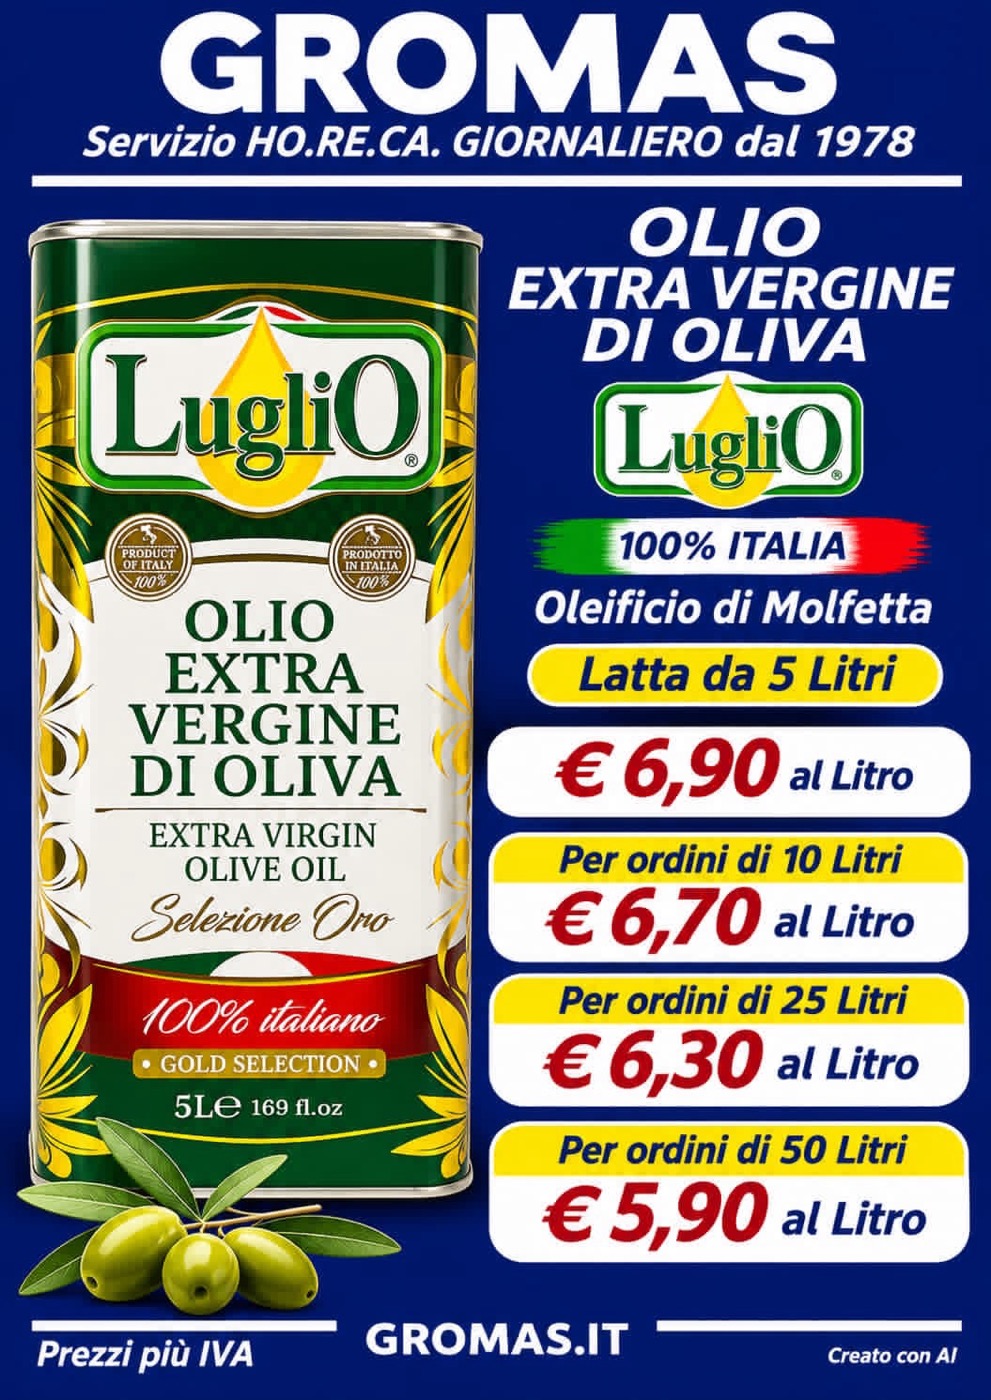 GROMAS
Servizio HO.RE.CA. GIORNALIERO dal 1978
LugliO
®
PRODUCT
OF ITALY
100%
PRODOTTO
IN ITALIA
100%
OLIO
EXTRA
VERGINE
DI OLIVA
EXTRA VIRGIN
OLIVE OIL
Selezione Oro
100% italiano
• GOLD SELECTION •
5L℮ 169 fl.oz
OLIO
EXTRA VERGINE
DI OLIVA
LugliO
®
100% ITALIA
Oleificio di Molfetta
Latta da 5 Litri
€ 6,90 al Litro
Per ordini di 10 Litri
€ 6,70 al Litro
Per ordini di 25 Litri
€ 6,30 al Litro
Per ordini di 50 Litri
€ 5,90 al Litro
Prezzi più IVA
GROMAS.IT
Creato con AI